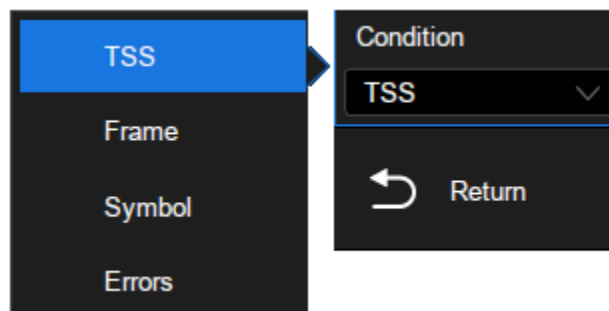 TSS
Frame
Symbol
Errors
Condition
TSS
Return